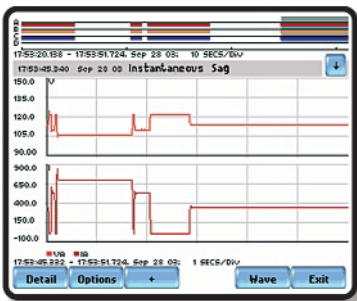 A
B
C
D
17:53:20.138 - 17:53:51.724, Sep 28 03; 10 SECS/Div
17:53:45.340 Sep 28 03 Instantaneous Sag
150.0 V
135.0
120.0
105.0
90.00
900.0
650.0
400.0
150.0
-100.0
VA IA
17:53:45.332 - 17:53:51.724, Sep 28 03; 1 SECS/Div
Detail Options + Wave Exit